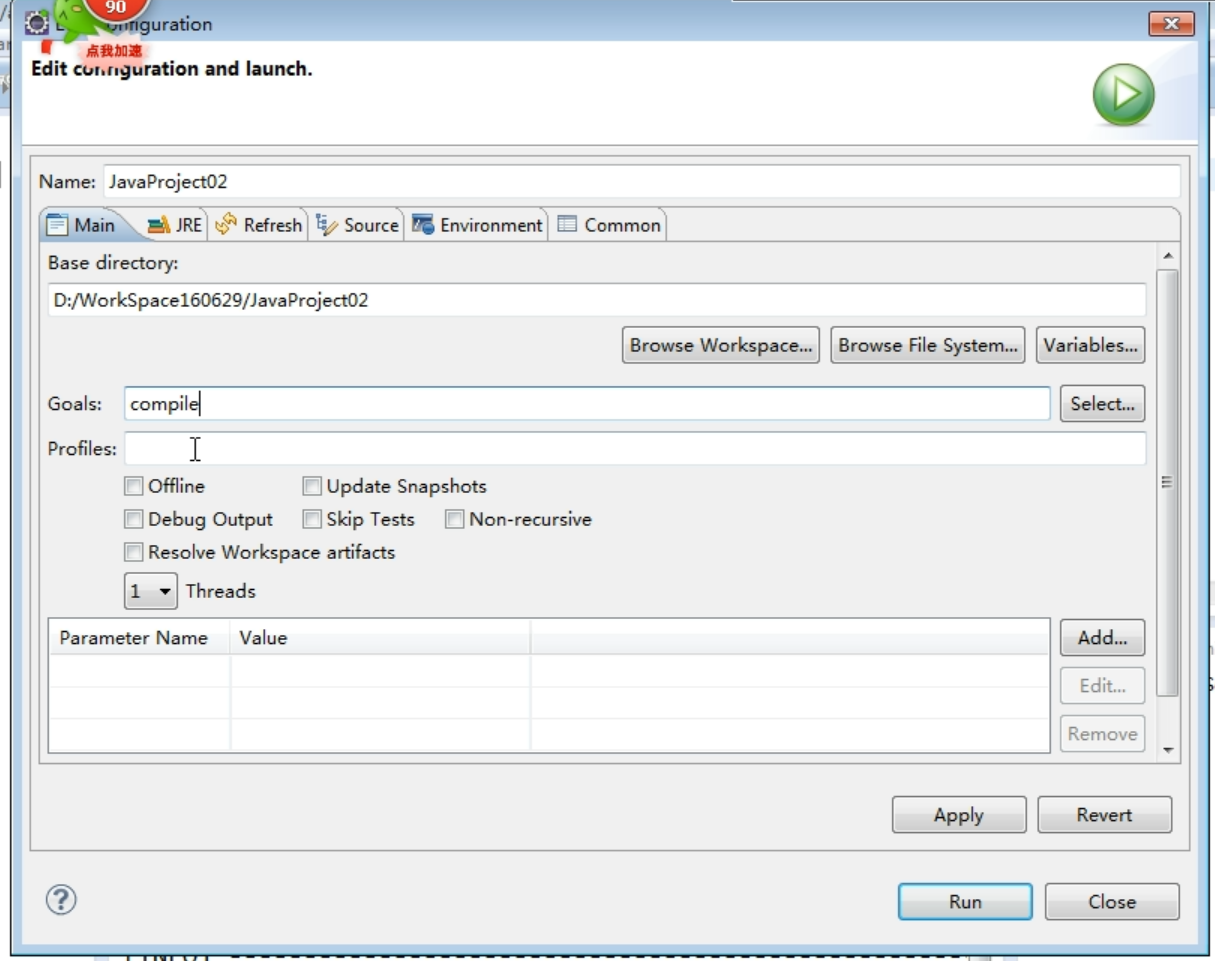 90
点我加速
Edit configuration and launch.
Name: JavaProject02
Main JRE Refresh Source Environment Common
Base directory:
D:/WorkSpace160629/JavaProject02
Browse Workspace... Browse File System... Variables...
Goals: compile Select...
Profiles:
Offline Update Snapshots
Debug Output Skip Tests Non-recursive
Resolve Workspace artifacts
1 Threads
Parameter Name Value Add...
Edit...
Remove
Apply Revert
Run Close